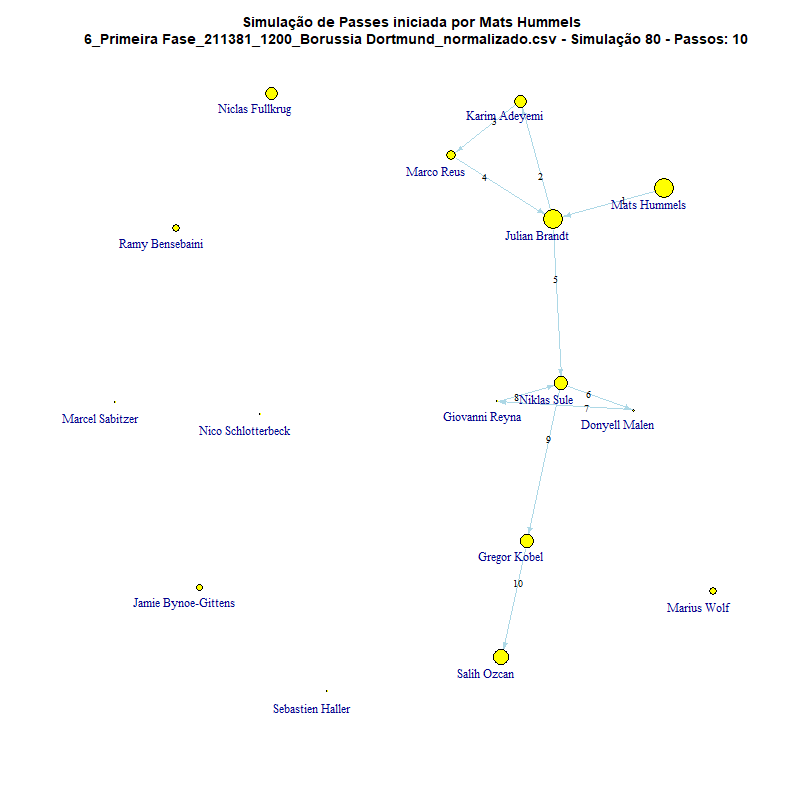 Simulação de Passes iniciada por Mats Hummels
6_Primeira Fase_211381_1200_Borussia Dortmund_normalizado.csv - Simulação 80 - Passos: 10
Niclas Fullkrug
Karim Adeyemi
3
Marco Reus
4
2
1
Mats Hummels
Julian Brandt
Ramy Bensebaini
5
Niklas Sule
6
8
7
Giovanni Reyna
Donyell Malen
Marcel Sabitzer
Nico Schlotterbeck
9
Gregor Kobel
10
Jamie Bynoe-Gittens
Marius Wolf
Salih Ozcan
Sebastien Haller